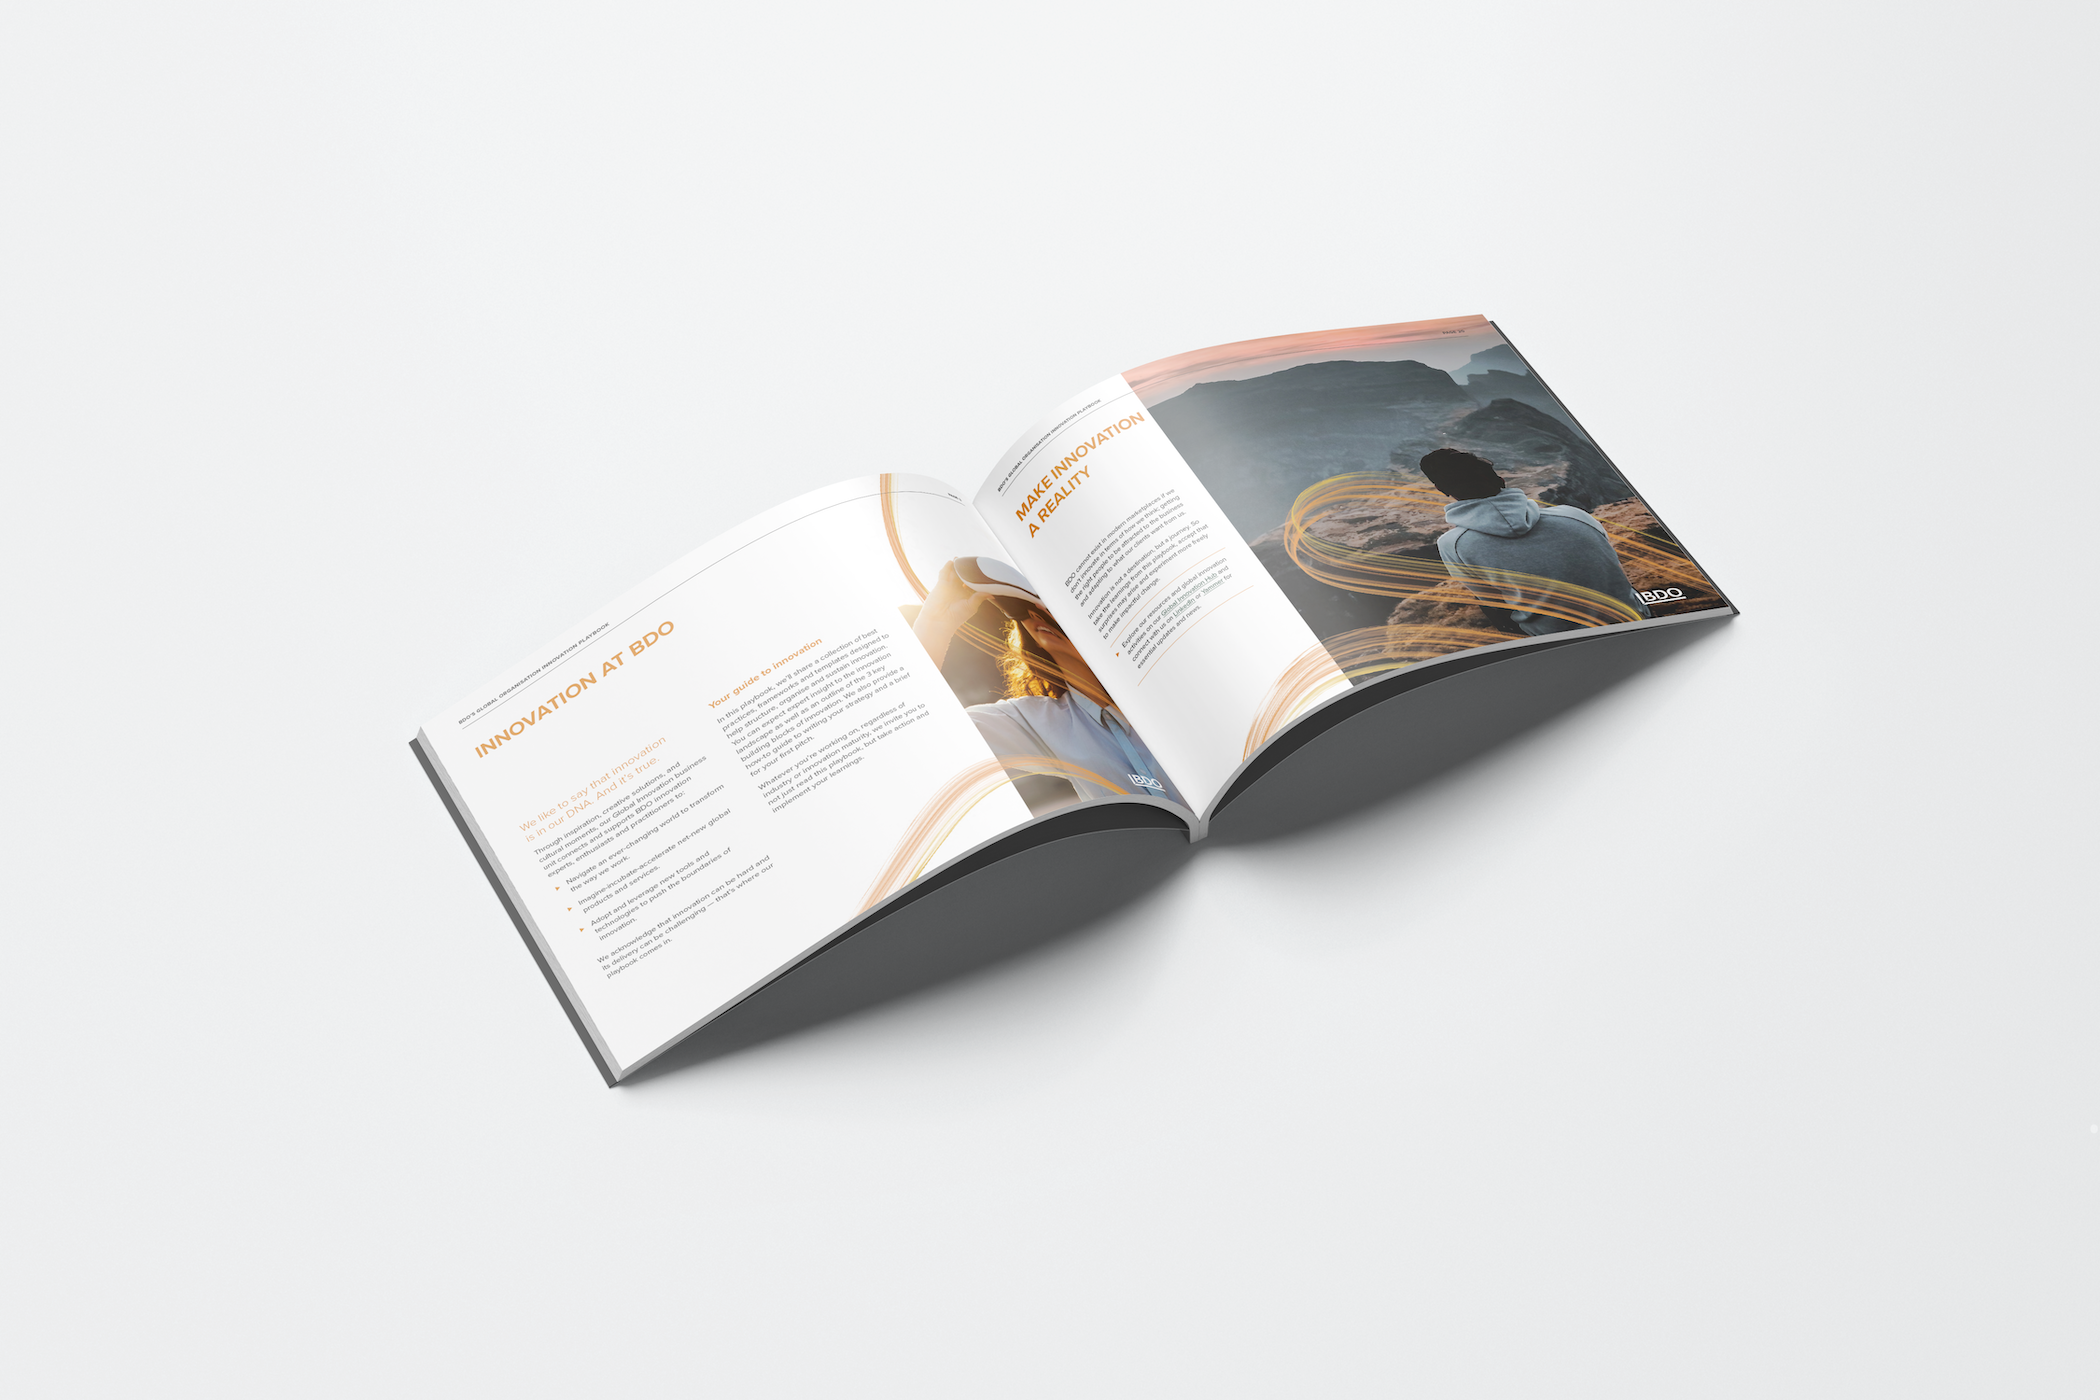 BDO'S GLOBAL ORGANISATION INNOVATION PLAYBOOK
INNOVATION AT BDO
We like to say that innovation
is in our DNA. And it's true.
Through inspiration, creative solutions, and
cultural moments, our Global Innovation business
unit connects and supports BDO innovation
experts, enthusiasts and practitioners to:
Navigate an ever-changing world to transform
the way we work.
Imagine-incubate-accelerate net-new global
products and services.
Adopt and leverage new tools and
technologies to push the boundaries of
innovation.
We acknowledge that innovation can be hard and
its delivery can be challenging — that's where our
playbook comes in.
Your guide to innovation
In this playbook, we'll share a collection of best
practices, frameworks and templates designed to
help structure, organise and sustain innovation.
You can expect expert insight to the innovation
landscape as well as an outline of the 3 key
building blocks of innovation. We also provide a
how-to guide to writing your strategy and a brief
for your first pitch.
Whatever you're working on, regardless of
industry or innovation maturity, we invite you to
not just read this playbook, but take action and
implement your learnings.
BDO
BDO'S GLOBAL ORGANISATION INNOVATION PLAYBOOK
MAKE INNOVATION
A REALITY
BDO cannot exist in modern marketplaces if we
don't innovate in terms of how we think; getting
the right people to be attracted to the business
and adapting to what our clients want from us.
Innovation is not a destination, but a journey. So
take the learnings from this playbook, accept that
surprises may arise and experiment more freely
to make impactful change.
Explore our resources and global innovation
activities on our Global Innovation Hub and
connect with us on LinkedIn or Yammer for
essential updates and news.
BDO